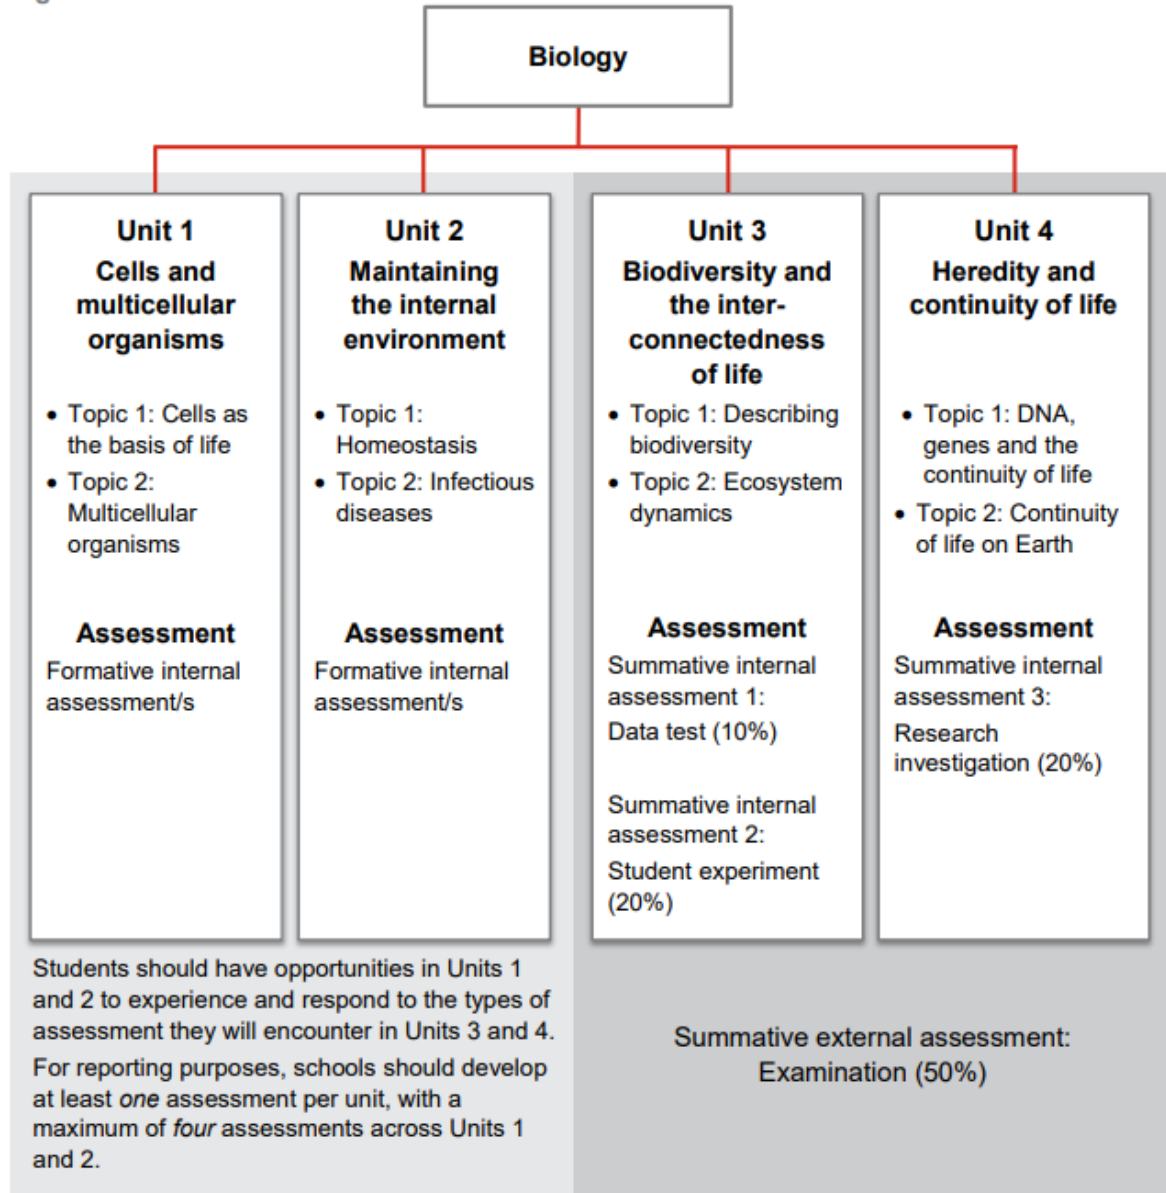 Biology
Unit 1
Cells and
multicellular
organisms
• Topic 1: Cells as
the basis of life
• Topic 2:
Multicellular
organisms
Assessment
Formative internal
assessment/s
Unit 2
Maintaining
the internal
environment
• Topic 1:
Homeostasis
• Topic 2: Infectious
diseases
Assessment
Formative internal
assessment/s
Unit 3
Biodiversity and
the inter-
connectedness
of life
• Topic 1: Describing
biodiversity
• Topic 2: Ecosystem
dynamics
Assessment
Summative internal
assessment 1:
Data test (10%)
Summative internal
assessment 2:
Student experiment
(20%)
Unit 4
Heredity and
continuity of life
• Topic 1: DNA,
genes and the
continuity of life
• Topic 2: Continuity
of life on Earth
Assessment
Summative internal
assessment 3:
Research
investigation (20%)
Students should have opportunities in Units 1
and 2 to experience and respond to the types of
assessment they will encounter in Units 3 and 4.
For reporting purposes, schools should develop
at least one assessment per unit, with a
maximum of four assessments across Units 1
and 2.
Summative external assessment:
Examination (50%)